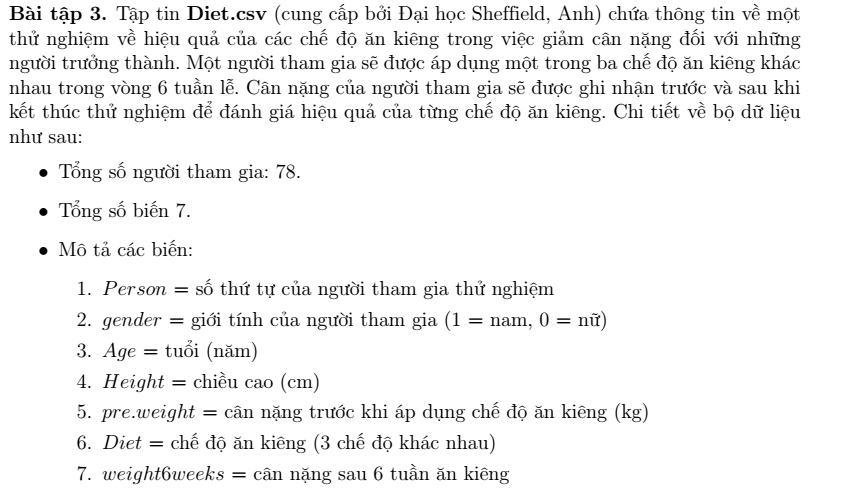 Bài tập 3. Tập tin Diet.csv (cung cấp bởi Đại học Sheffield, Anh) chứa thông tin về một
thử nghiệm về hiệu quả của các chế độ ăn kiêng trong việc giảm cân nặng đối với những
người trưởng thành. Một người tham gia sẽ được áp dụng một trong ba chế độ ăn kiêng khác
nhau trong vòng 6 tuần lễ. Cân nặng của người tham gia sẽ được ghi nhận trước và sau khi
kết thúc thử nghiệm để đánh giá hiệu quả của từng chế độ ăn kiêng. Chi tiết về bộ dữ liệu
như sau:
• Tổng số người tham gia: 78.
• Tổng số biến 7.
• Mô tả các biến:
1. Person = số thứ tự của người tham gia thử nghiệm
2. gender = giới tính của người tham gia (1 = nam, 0 = nữ)
3. Age = tuổi (năm)
4. Height = chiều cao (cm)
5. pre.weight = cân nặng trước khi áp dụng chế độ ăn kiêng (kg)
6. Diet = chế độ ăn kiêng (3 chế độ khác nhau)
7. weight6weeks = cân nặng sau 6 tuần ăn kiêng